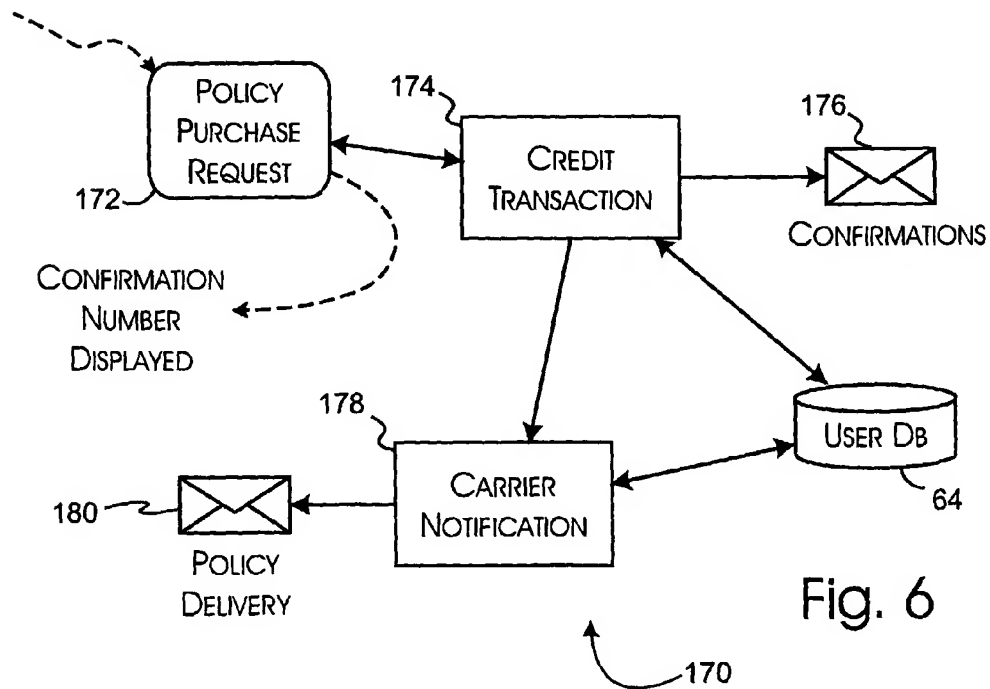 POLICY
PURCHASE
REQUEST
172
174
CREDIT
TRANSACTION
176
CONFIRMATIONS
CONFIRMATION
NUMBER
DISPLAYED
178
CARRIER
NOTIFICATION
USER DB
64
180
POLICY
DELIVERY
Fig. 6
170